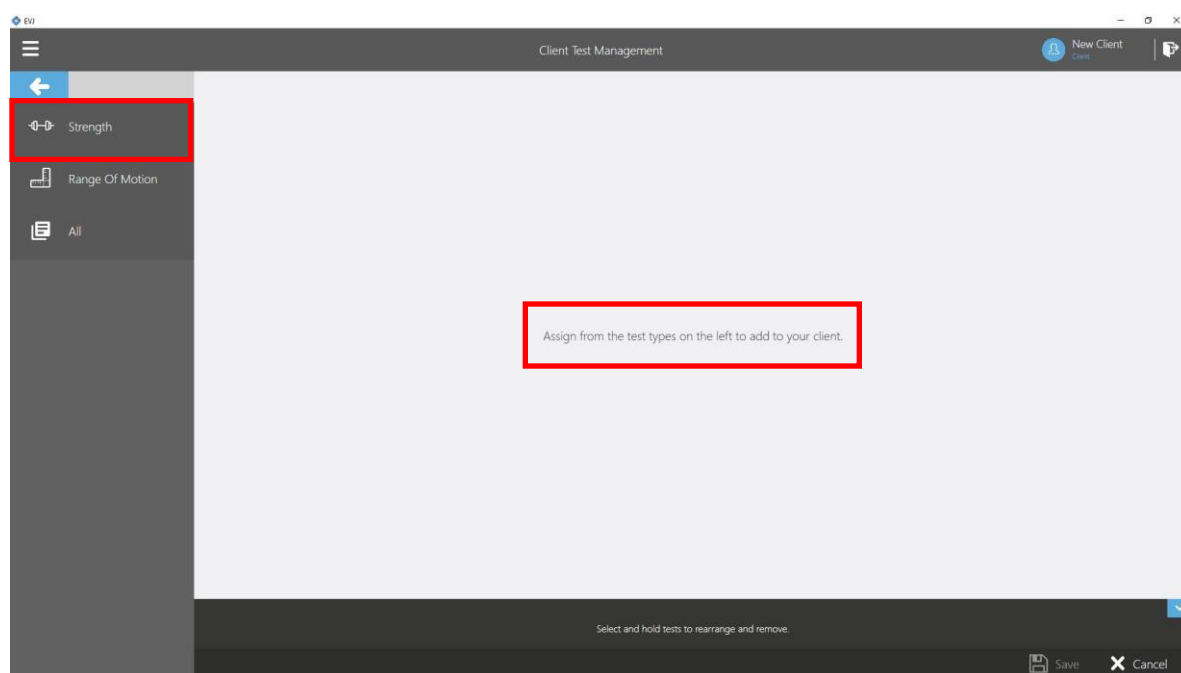 EVJ
Client Test Management
New Client
Client
Strength
Range Of Motion
All
Assign from the test types on the left to add to your client.
Select and hold tests to rearrange and remove.
Save
Cancel